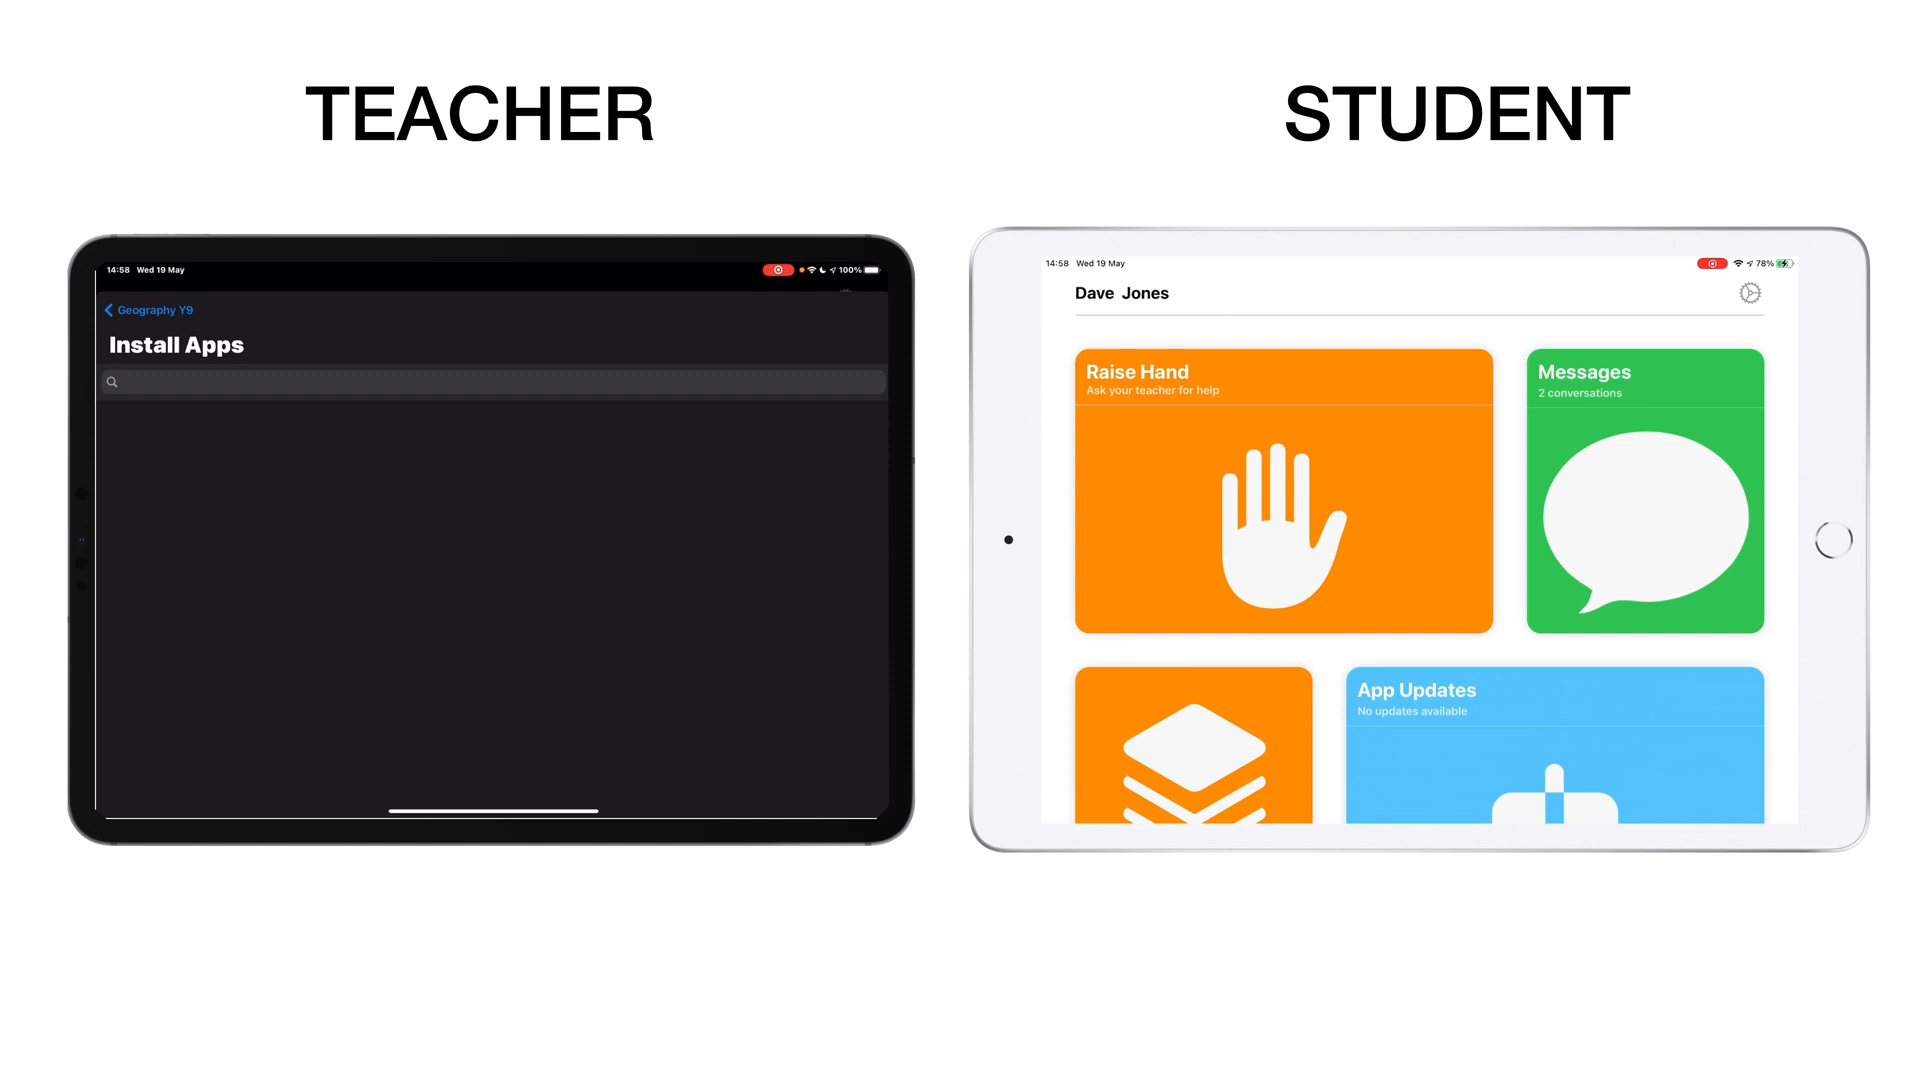 TEACHER
STUDENT
14:58 Wed 19 May
100%
Geography Y9
Install Apps
14:58 Wed 19 May
78%
Dave Jones
Raise Hand
Ask your teacher for help
Messages
2 conversations
App Updates
No updates available